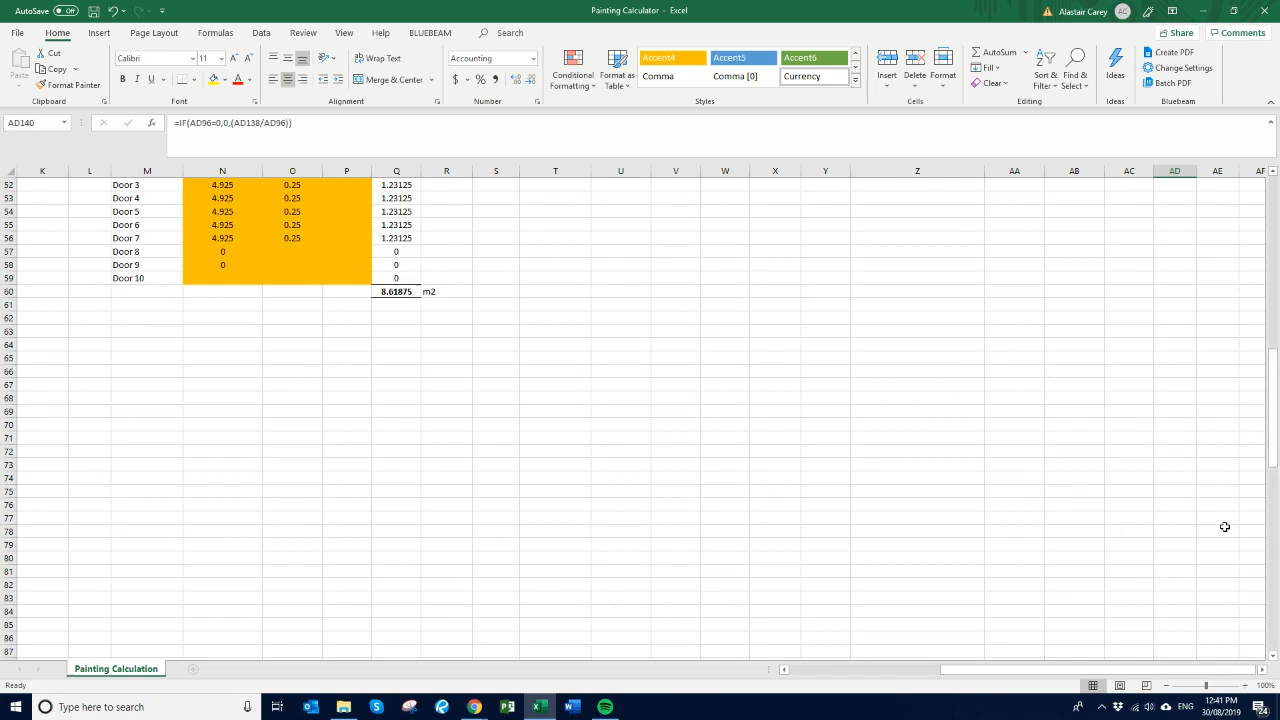 AutoSave Off Painting Calculator - Excel Alastair Carey AC
File Home Insert Page Layout Formulas Data Review View Help BLUEBEAM Search Share Comments
Paste Cut Copy Format Painter Clipboard
Calibri 11 B I U A Font
Wrap Text Merge & Center Alignment
Accounting $ % Number
Conditional Formatting Format as Table
Accent4 Accent5 Accent6
Comma Comma [0] Currency
Styles
Insert Delete Format Cells
AutoSum Fill Clear Sort & Filter Find & Select Editing
Ideas Ideas
Create PDF Change Settings Batch PDF Bluebeam
AD140 fx =IF(AD96=0,0,(AD138/AD96))
K L M N O P Q R S T U V W X Y Z AA AB AC AD AE AF
52 Door 3 4.925 0.25 1.23125
53 Door 4 4.925 0.25 1.23125
54 Door 5 4.925 0.25 1.23125
55 Door 6 4.925 0.25 1.23125
56 Door 7 4.925 0.25 1.23125
57 Door 8 0 0
58 Door 9 0 0
59 Door 10 0
60 8.61875 m2
61
62
63
64
65
66
67
68
69
70
71
72
73
74
75
76
77
78
79
80
81
82
83
84
85
86
87
Painting Calculation
Ready 100%
Type here to search ENG 12:41 PM
30/08/2019 24